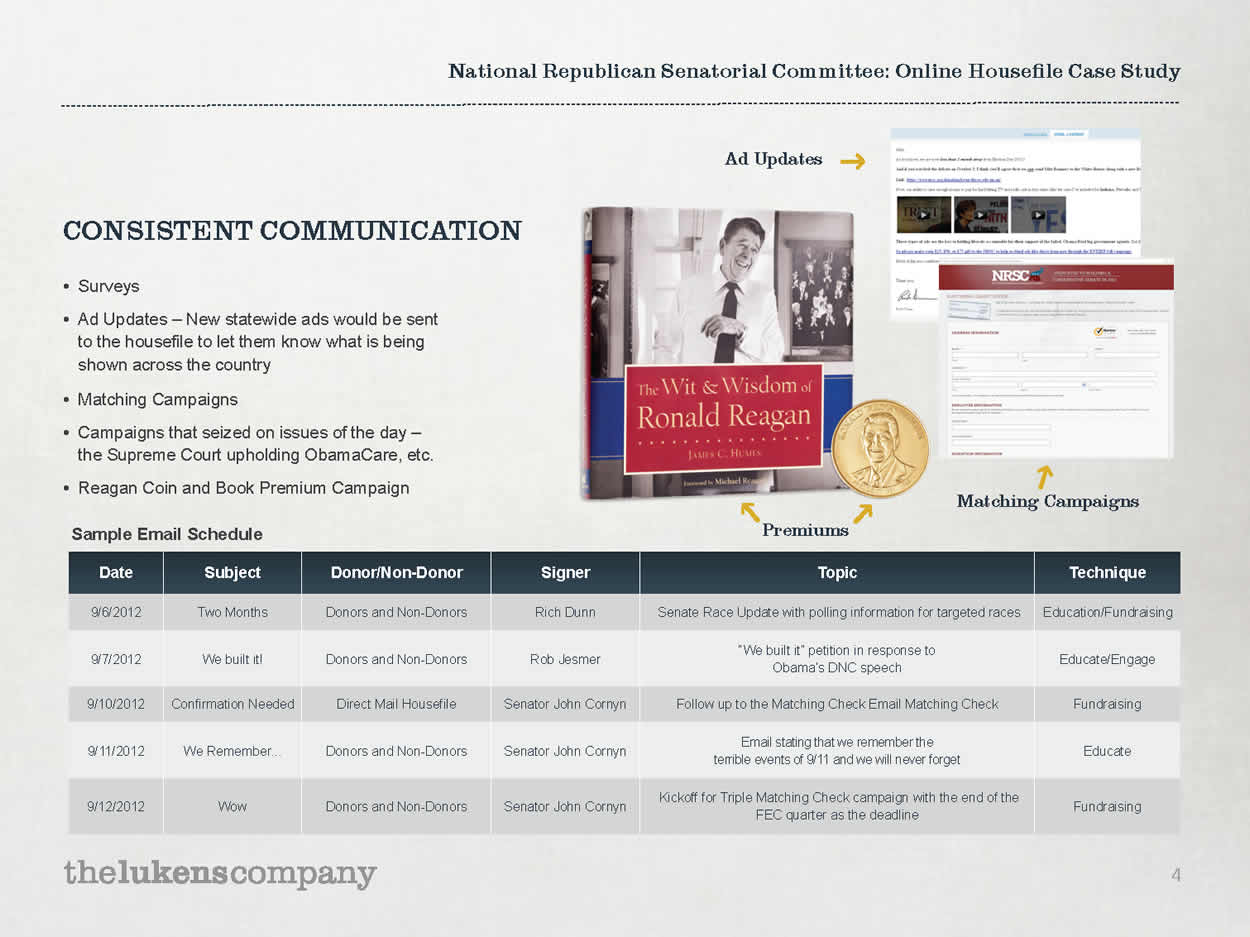 National Republican Senatorial Committee: Online Housefile Case Study
Ad Updates
CONSISTENT COMMUNICATION
• Surveys
• Ad Updates – New statewide ads would be sent
to the housefile to let them know what is being
shown across the country
• Matching Campaigns
• Campaigns that seized on issues of the day –
the Supreme Court upholding ObamaCare, etc.
• Reagan Coin and Book Premium Campaign
The Wit & Wisdom of
Ronald Reagan
James C. Humes
Foreword by Michael Reagan
NRSC
Matching Campaigns
Premiums
Sample Email Schedule
Date Subject Donor/Non-Donor Signer Topic Technique
9/6/2012 Two Months Donors and Non-Donors Rich Dunn Senate Race Update with polling information for targeted races Education/Fundraising
9/7/2012 We built it! Donors and Non-Donors Rob Jesmer "We built it" petition in response to
Obama's DNC speech Educate/Engage
9/10/2012 Confirmation Needed Direct Mail Housefile Senator John Cornyn Follow up to the Matching Check Email Matching Check Fundraising
9/11/2012 We Remember... Donors and Non-Donors Senator John Cornyn Email stating that we remember the
terrible events of 9/11 and we will never forget Educate
9/12/2012 Wow Donors and Non-Donors Senator John Cornyn Kickoff for Triple Matching Check campaign with the end of the
FEC quarter as the deadline Fundraising
thelukenscompany
4